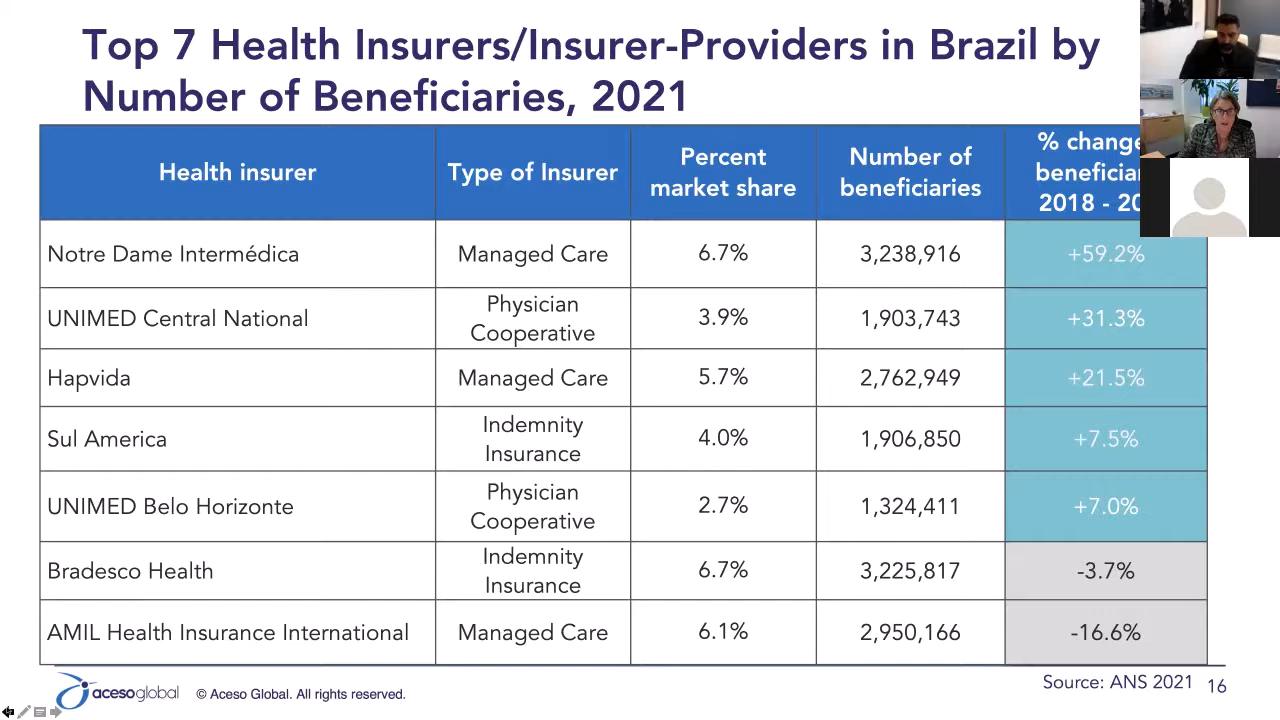 Top 7 Health Insurers/Insurer-Providers in Brazil by
Number of Beneficiaries, 2021
Health insurer
Type of Insurer
Percent
market share
Number of
beneficiaries
% change
2018 -
Notre Dame Intermédica
Managed Care
6.7%
3,238,916
+59.2%
UNIMED Central National
Physician
Cooperative
3.9%
1,903,743
+31.3%
Hapvida
Managed Care
5.7%
2,762,949
+21.5%
Sul America
Indemnity
Insurance
4.0%
1,906,850
+7.5%
UNIMED Belo Horizonte
Physician
Cooperative
2.7%
1,324,411
+7.0%
Bradesco Health
Indemnity
Insurance
6.7%
3,225,817
-3.7%
AMIL Health Insurance International
Managed Care
6.1%
2,950,166
-16.6%
acesoglobal
© Aceso Global. All rights reserved.
Source: ANS 2021
16